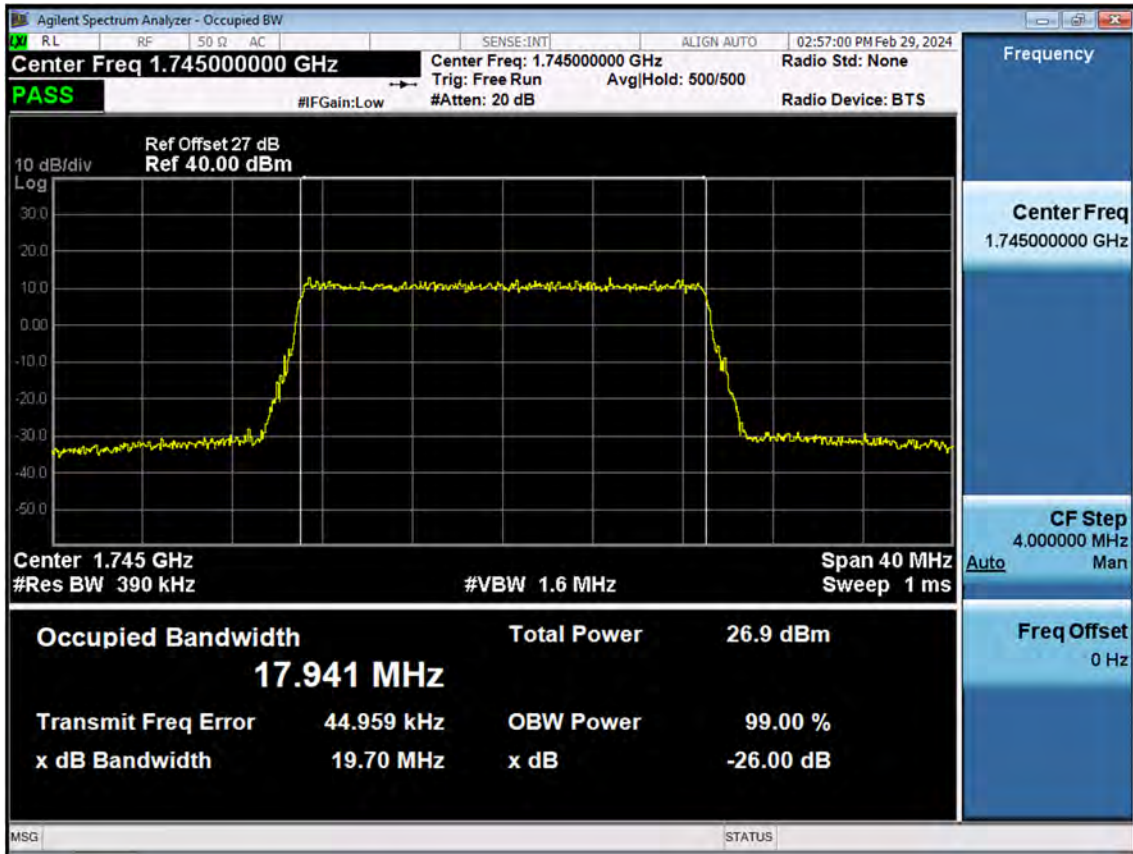 Agilent Spectrum Analyzer - Occupied BW
LXI RL RF 50 Ω AC SENSE:INT ALIGN AUTO 02:57:00 PM Feb 29, 2024
Center Freq 1.745000000 GHz
PASS
#IFGain:Low
Center Freq: 1.745000000 GHz
Trig: Free Run Avg|Hold: 500/500
#Atten: 20 dB
Radio Std: None
Radio Device: BTS
Ref Offset 27 dB
10 dB/div Ref 40.00 dBm
Log
30.0
20.0
10.0
0.00
-10.0
-20.0
-30.0
-40.0
-50.0
Center 1.745 GHz Span 40 MHz
#Res BW 390 kHz #VBW 1.6 MHz Sweep 1 ms
Occupied Bandwidth Total Power 26.9 dBm
17.941 MHz
Transmit Freq Error 44.959 kHz OBW Power 99.00 %
x dB Bandwidth 19.70 MHz x dB -26.00 dB
MSG STATUS
Frequency
Center Freq
1.745000000 GHz
CF Step
4.000000 MHz
Auto Man
Freq Offset
0 Hz